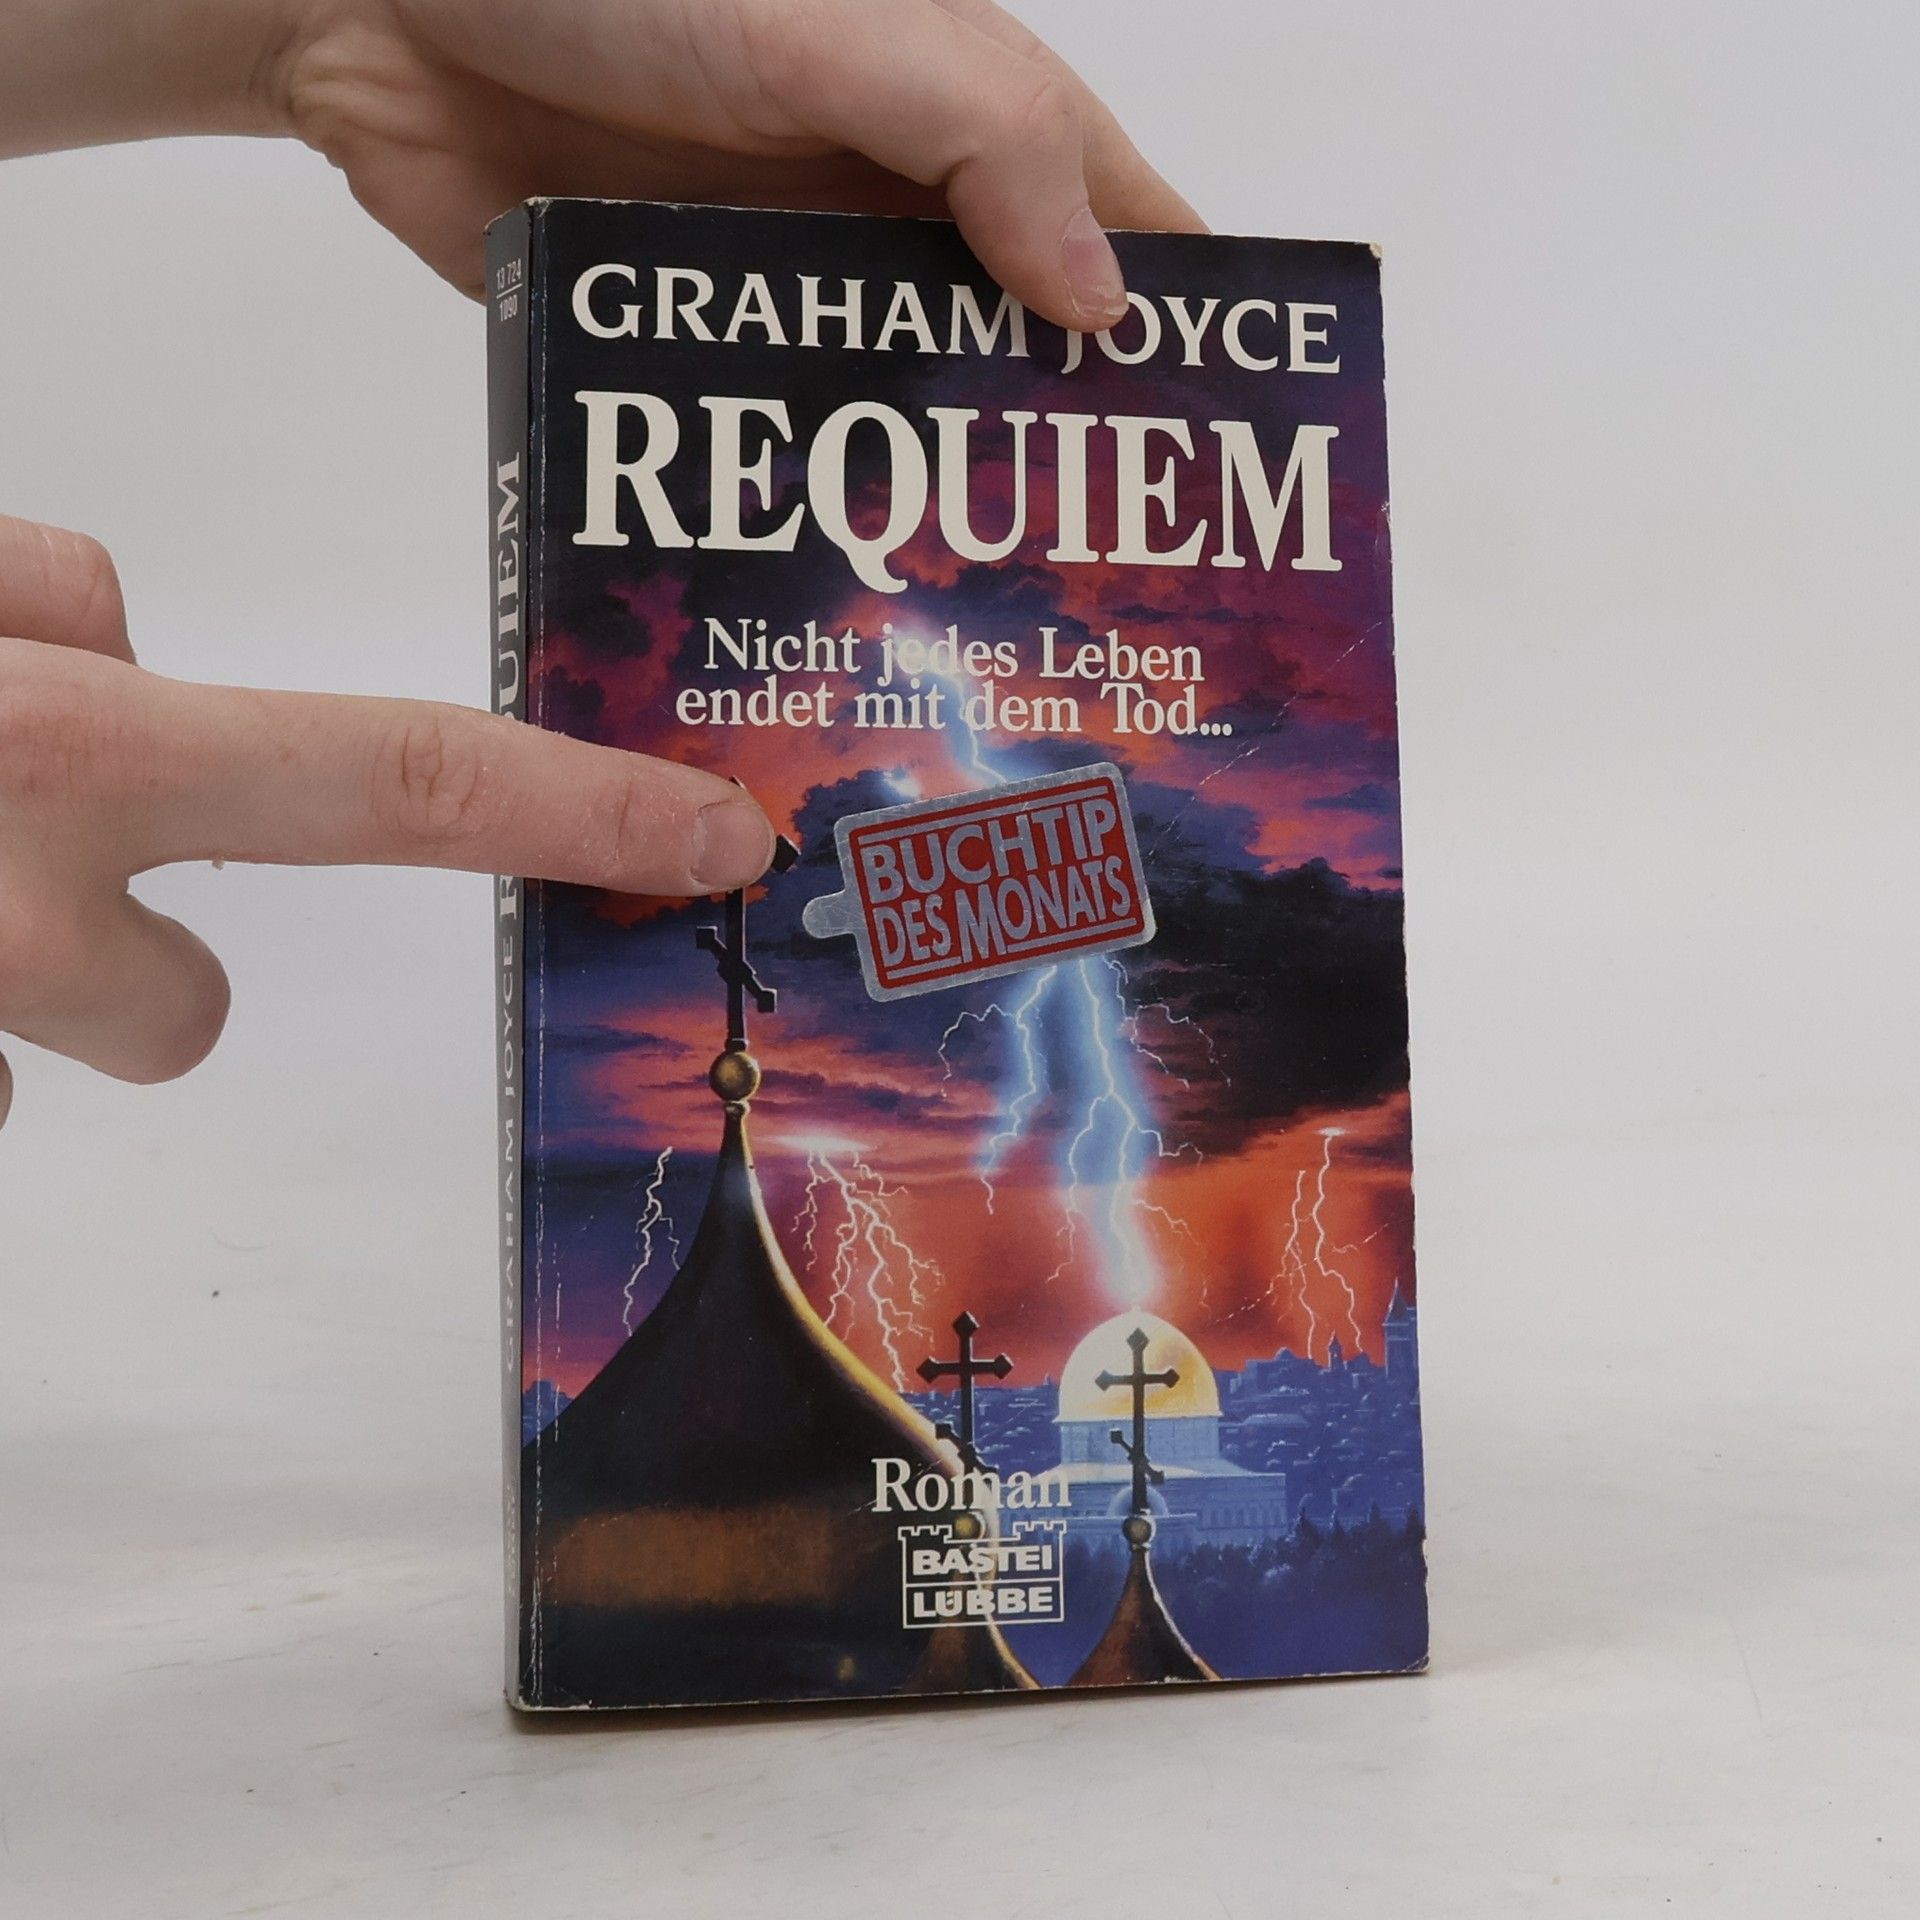 13 724
1090
GRAHAM JOYCE
REQUIEM
Nicht jedes Leben
endet mit dem Tod...
BUCHTIP
DES MONATS
Roman
BASTEI
LÜBBE
GRAHAM JOYCE REQUIEM